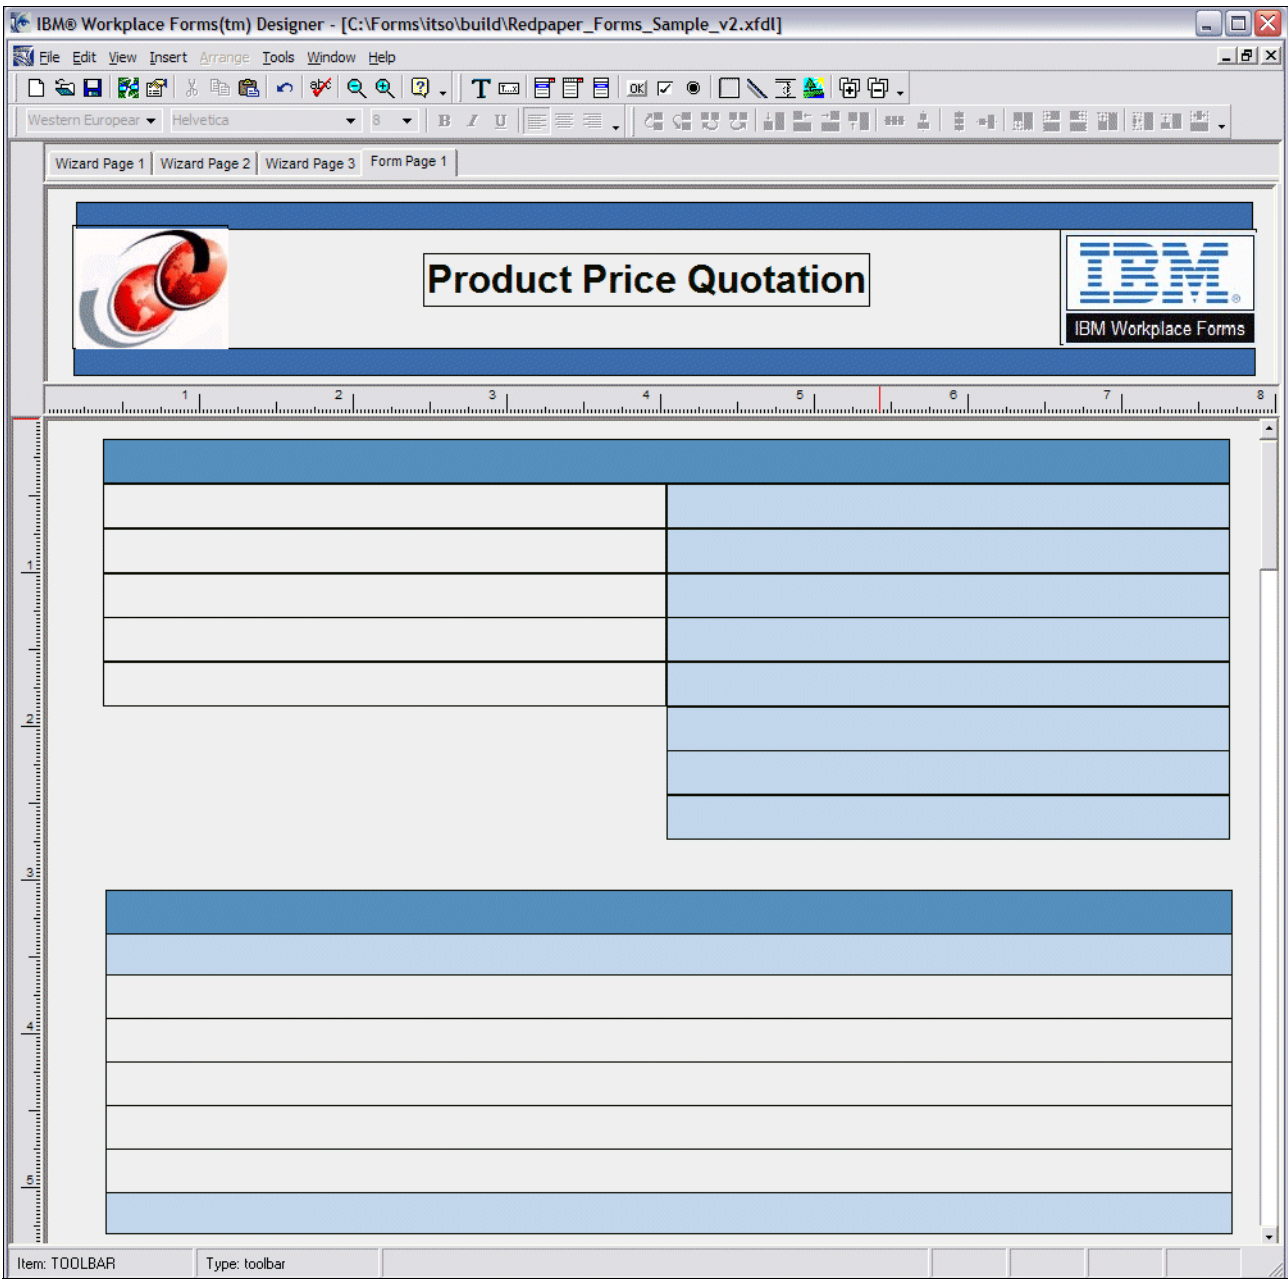 IBM® Workplace Forms(tm) Designer - [C:\Forms\itso\build\Redpaper_Forms_Sample_v2.xfdl]
File Edit View Insert Arrange Tools Window Help
T OK
Western Europear Helvetica 8 B I U
Wizard Page 1 Wizard Page 2 Wizard Page 3 Form Page 1
Product Price Quotation
IBM®
IBM Workplace Forms
1 2 3 4 5 6 7 8
1
2
3
4
5
Item: TOOLBAR Type: toolbar